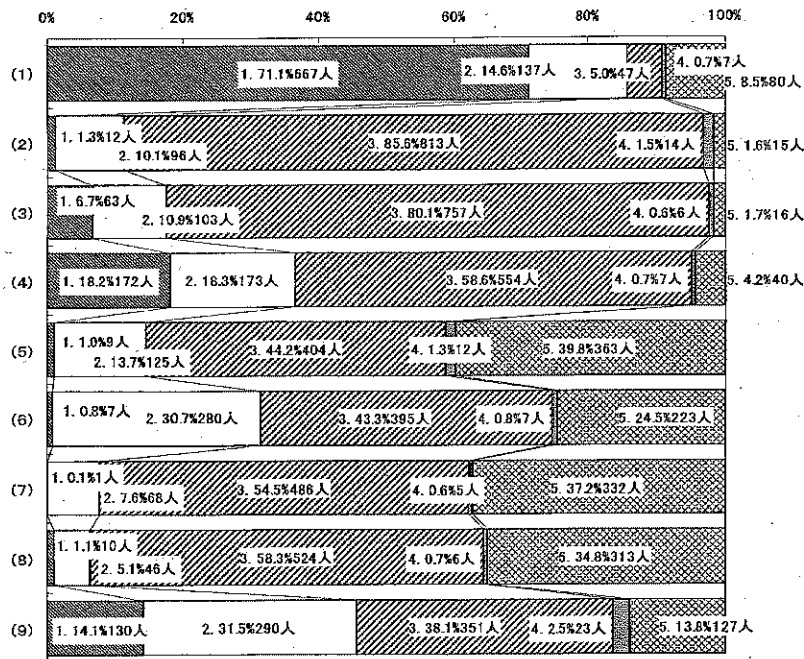 0% 20% 40% 60% 80% 100%
(1) 1. 71.1%667人 2. 14.6%137人 3. 5.0%47人 4. 0.7%7人 5. 8.5%80人
(2) 1. 1.3%12人 2. 10.1%96人 3. 85.6%813人 4. 1.5%14人 5. 1.6%15人
(3) 1. 6.7%63人 2. 10.9%103人 3. 80.1%757人 4. 0.6%6人 5. 1.7%16人
(4) 1. 18.2%172人 2. 18.3%173人 3. 58.6%554人 4. 0.7%7人 5. 4.2%40人
(5) 1. 1.0%9人 2. 13.7%125人 3. 44.2%404人 4. 1.3%12人 5. 39.8%363人
(6) 1. 0.8%7人 2. 30.7%280人 3. 43.3%395人 4. 0.8%7人 5. 24.5%223人
(7) 1. 0.1%1人 2. 7.6%68人 3. 54.5%486人 4. 0.6%5人 5. 37.2%332人
(8) 1. 1.1%10人 2. 5.1%46人 3. 58.3%524人 4. 0.7%6人 5. 34.8%313人
(9) 1. 14.1%130人 2. 31.5%290人 3. 38.1%351人 4. 2.5%23人 5. 13.8%127人